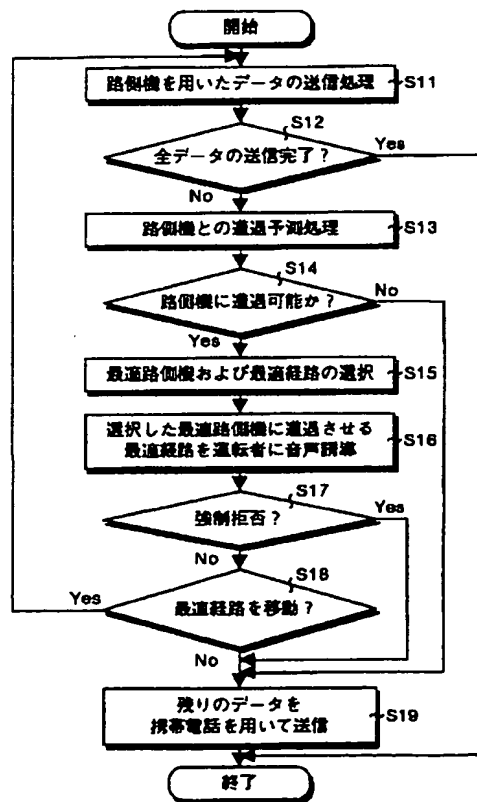 開始
路側機を用いたデータの送信処理
S11
S12
全データの送信完了？
Yes
No
路側機との遭遇予測処理
S13
S14
路側機に遭遇可能か？
No
Yes
最適路側機および最適経路の選択
S15
選択した最適路側機に遭遇させる
最適経路を運転者に音声誘導
S16
S17
強制拒否？
Yes
No
S18
Yes
最適経路を移動？
No
残りのデータを
携帯電話を用いて送信
S19
終了